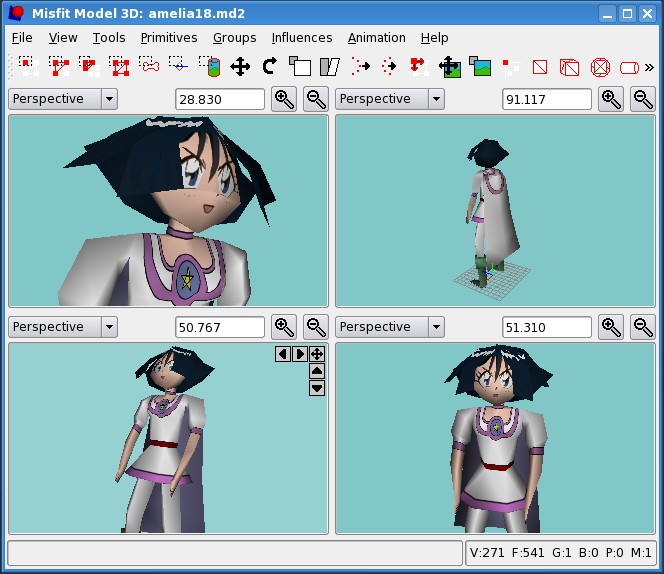 Misfit Model 3D: amelia18.md2
File View Tools Primitives Groups Influences Animation Help
Perspective 28.830 Perspective 91.117
Perspective 50.767 Perspective 51.310
V:271 F:541 G:1 B:0 P:0 M:1